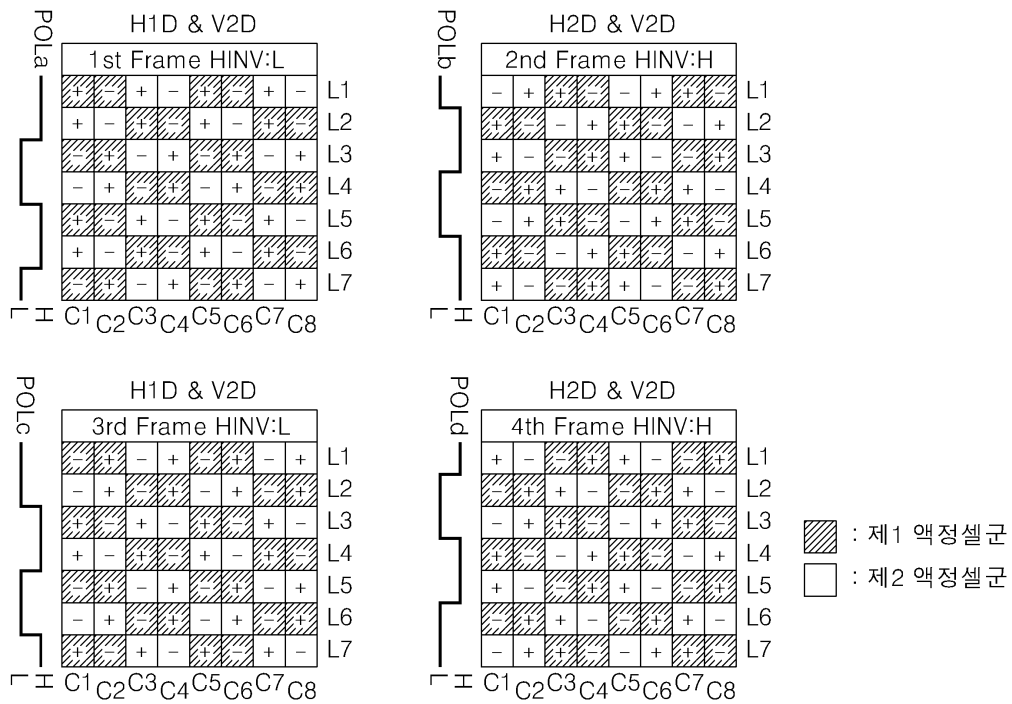 POLa
H1D & V2D
1st Frame HINV:L
+ − + − + − + − L1
+ − + − + − + − L2
− + − + − + − + L3
− + − + − + − + L4
+ − + − + − + − L5
+ − + − + − + − L6
− + − + − + − + L7
L H C1 C2 C3 C4 C5 C6 C7 C8
POLb
H2D & V2D
2nd Frame HINV:H
− + + − − + + − L1
+ − − + + − − + L2
+ − − + + − − + L3
− + + − − + + − L4
− + + − − + + − L5
+ − − + + − − + L6
+ − − + + − − + L7
L H C1 C2 C3 C4 C5 C6 C7 C8
POLc
H1D & V2D
3rd Frame HINV:L
− + − + − + − + L1
− + − + − + − + L2
+ − + − + − + − L3
+ − + − + − + − L4
− + − + − + − + L5
− + − + − + − + L6
+ − + − + − + − L7
L H C1 C2 C3 C4 C5 C6 C7 C8
POLd
H2D & V2D
4th Frame HINV:H
+ − − + + − − + L1
− + + − − + + − L2
− + + − − + + − L3
+ − − + + − − + L4
+ − − + + − − + L5
− + + − − + + − L6
− + + − − + + − L7
L H C1 C2 C3 C4 C5 C6 C7 C8
: 제1 액정셀군
: 제2 액정셀군